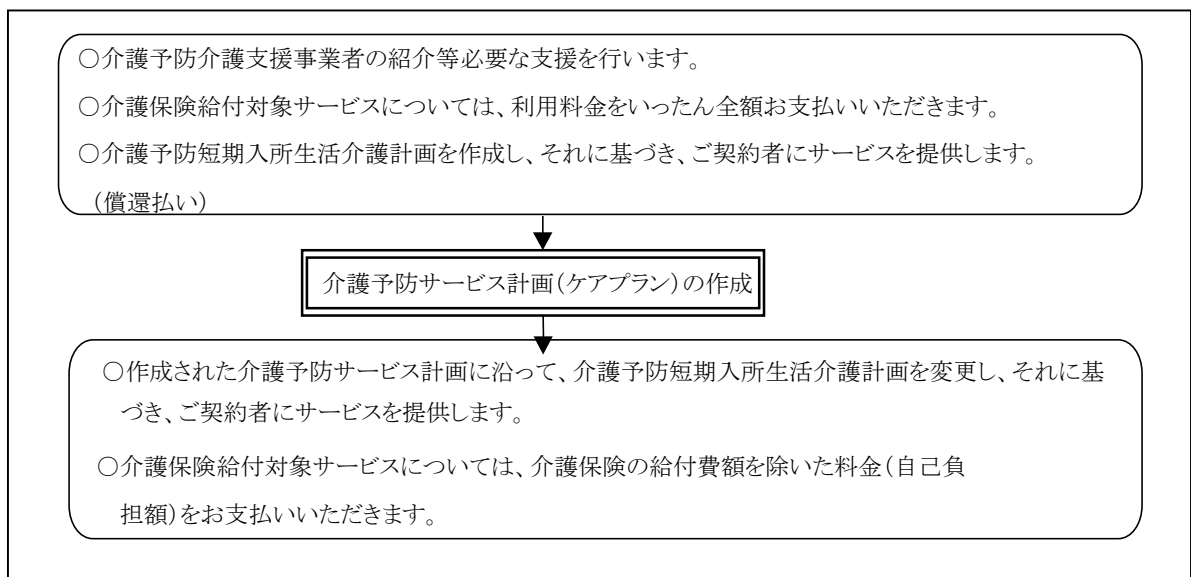 ○介護予防介護支援事業者の紹介等必要な支援を行います。
○介護保険給付対象サービスについては、利用料金をいったん全額お支払いいただきます。
○介護予防短期入所生活介護計画を作成し、それに基づき、ご契約者にサービスを提供します。
（償還払い）
介護予防サービス計画（ケアプラン）の作成
○作成された介護予防サービス計画に沿って、介護予防短期入所生活介護計画を変更し、それに基
づき、ご契約者にサービスを提供します。
○介護保険給付対象サービスについては、介護保険の給付費額を除いた料金（自己負
担額）をお支払いいただきます。